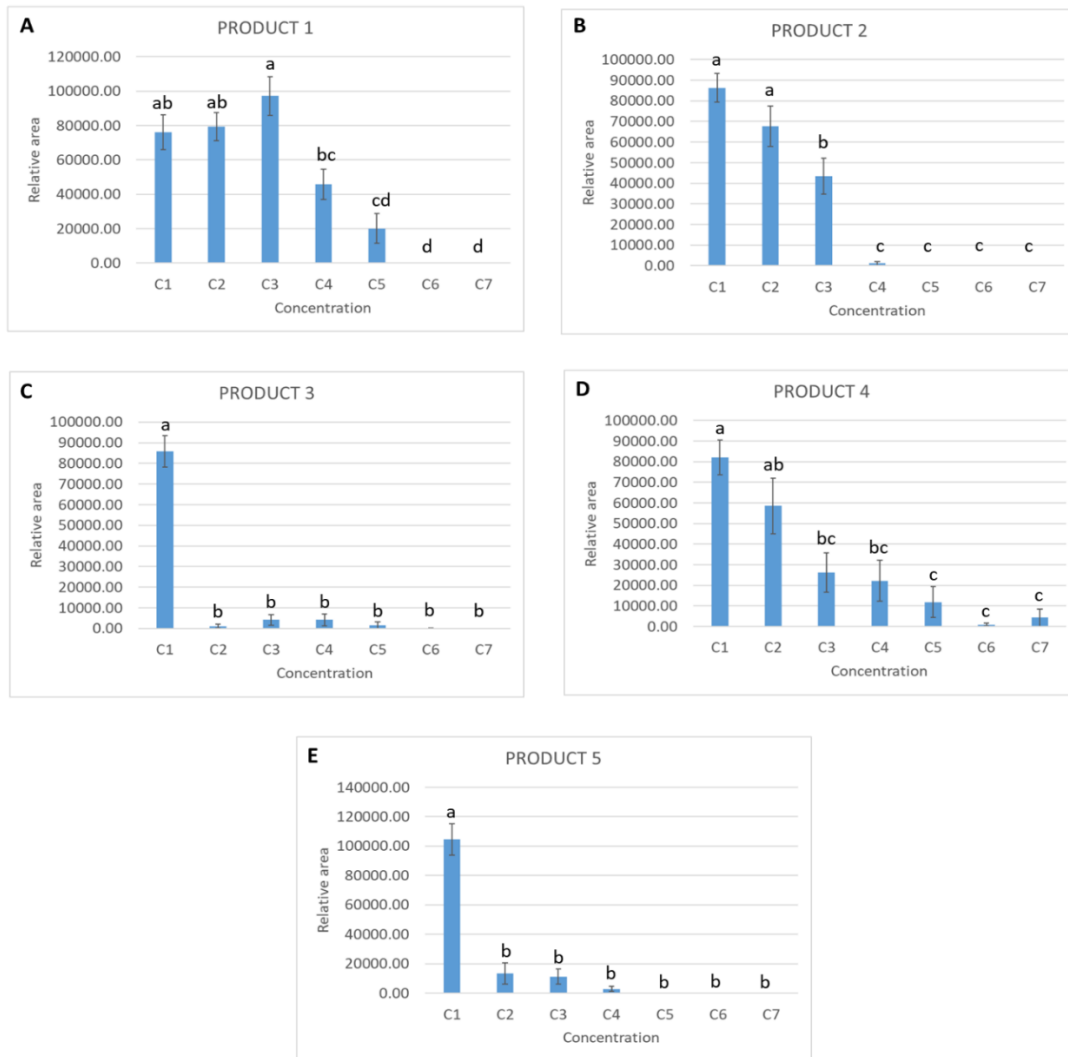 A
PRODUCT 1
120000.00
100000.00
80000.00
60000.00
40000.00
20000.00
0.00
Relative area
ab ab a bc cd d d
C1 C2 C3 C4 C5 C6 C7
Concentration
B
PRODUCT 2
100000.00
90000.00
80000.00
70000.00
60000.00
50000.00
40000.00
30000.00
20000.00
10000.00
0.00
Relative area
a a b c c c c
C1 C2 C3 C4 C5 C6 C7
Concentration
C
PRODUCT 3
100000.00
90000.00
80000.00
70000.00
60000.00
50000.00
40000.00
30000.00
20000.00
10000.00
0.00
Relative area
a b b b b b b
C1 C2 C3 C4 C5 C6 C7
Concentration
D
PRODUCT 4
100000.00
90000.00
80000.00
70000.00
60000.00
50000.00
40000.00
30000.00
20000.00
10000.00
0.00
Relative area
a ab bc bc c c c
C1 C2 C3 C4 C5 C6 C7
Concentration
E
PRODUCT 5
140000.00
120000.00
100000.00
80000.00
60000.00
40000.00
20000.00
0.00
Relative area
a b b b b b b
C1 C2 C3 C4 C5 C6 C7
Concentration